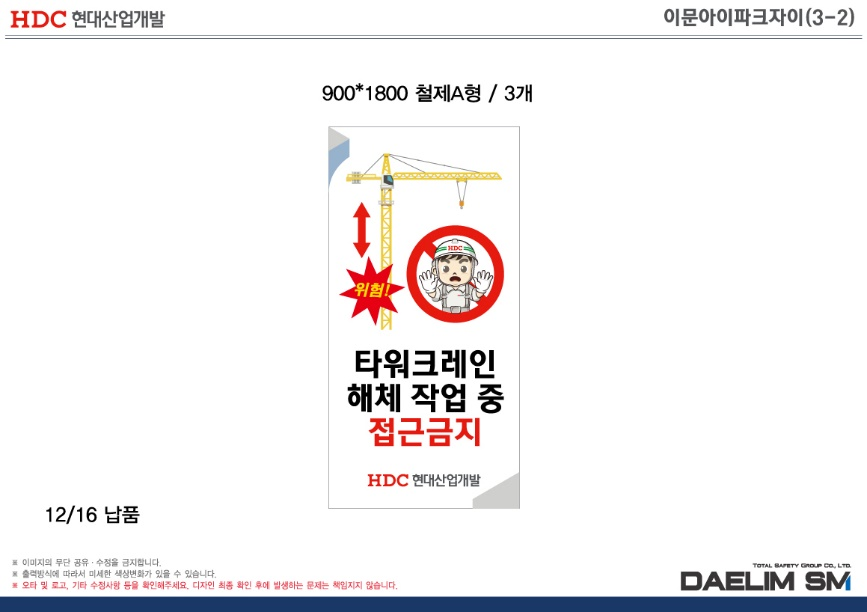 HDC 현대산업개발
이문아이파크자이(3-2)
900*1800 철제A형 / 3개
HDC
위험!
타워크레인
해체 작업 중
접근금지
HDC 현대산업개발
12/16 납품
※ 이미지의 무단 공유·수정을 금지합니다.
※ 출력방식에 따라서 미세한 색상변화가 있을 수 있습니다.
※ 오타 및 로고, 기타 수정사항 등을 확인해주세요. 디자인 최종 확인 후에 발생하는 문제는 책임지지 않습니다.
TOTAL SAFETY GROUP CO., LTD.
DAELIM SM